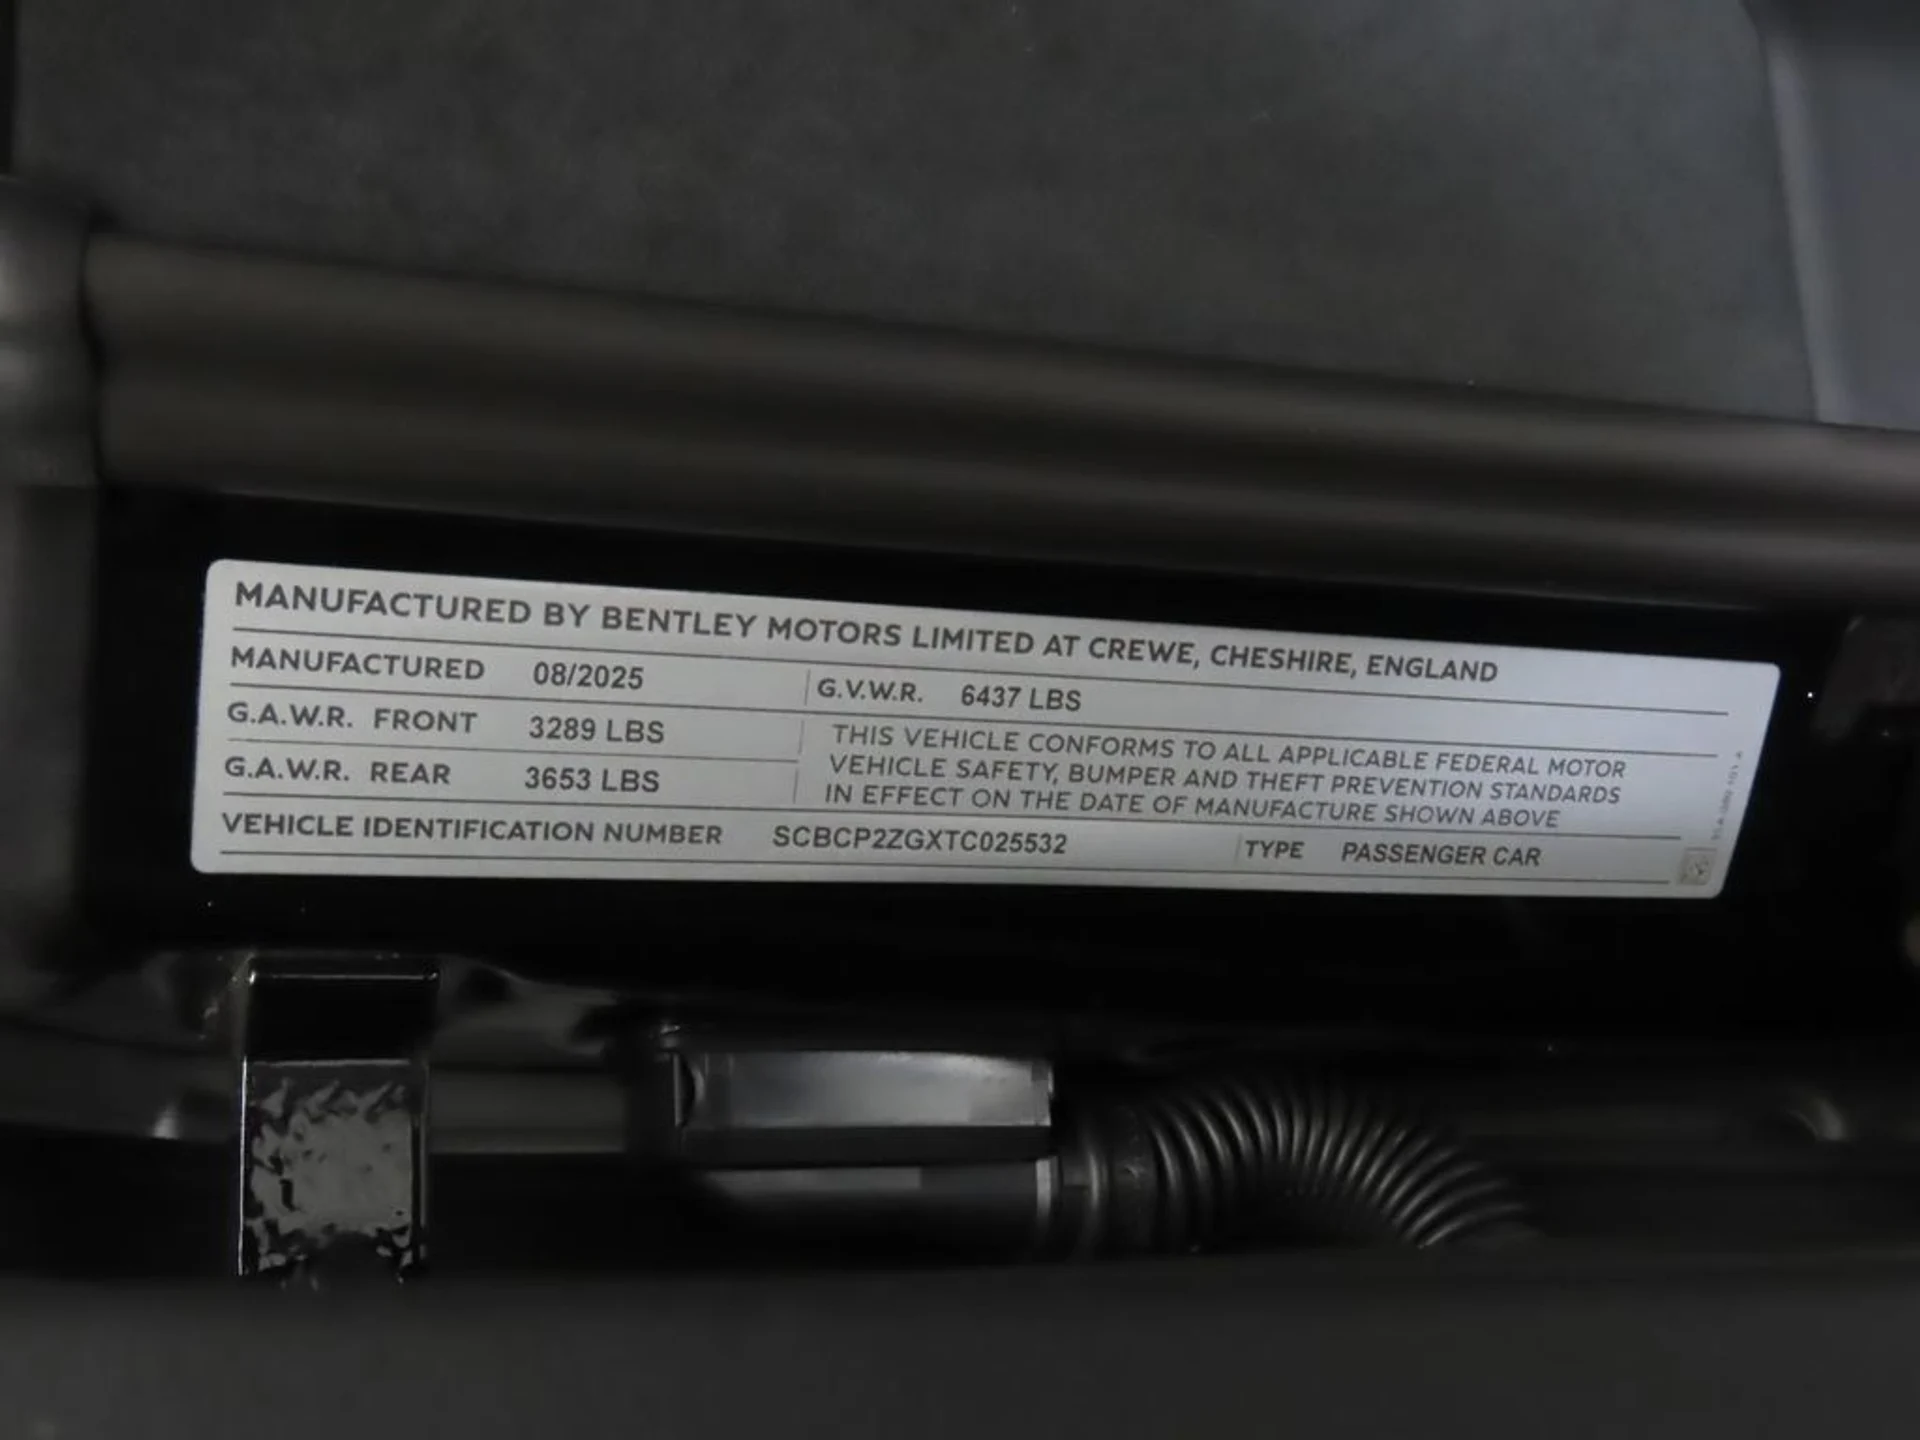 MANUFACTURED BY BENTLEY MOTORS LIMITED AT CREWE, CHESHIRE, ENGLAND
MANUFACTURED 08/2025 G.V.W.R. 6437 LBS
G.A.W.R. FRONT 3289 LBS
G.A.W.R. REAR 3653 LBS
THIS VEHICLE CONFORMS TO ALL APPLICABLE FEDERAL MOTOR
VEHICLE SAFETY, BUMPER AND THEFT PREVENTION STANDARDS
IN EFFECT ON THE DATE OF MANUFACTURE SHOWN ABOVE
VEHICLE IDENTIFICATION NUMBER SCBCP2ZGXTC025532 TYPE PASSENGER CAR